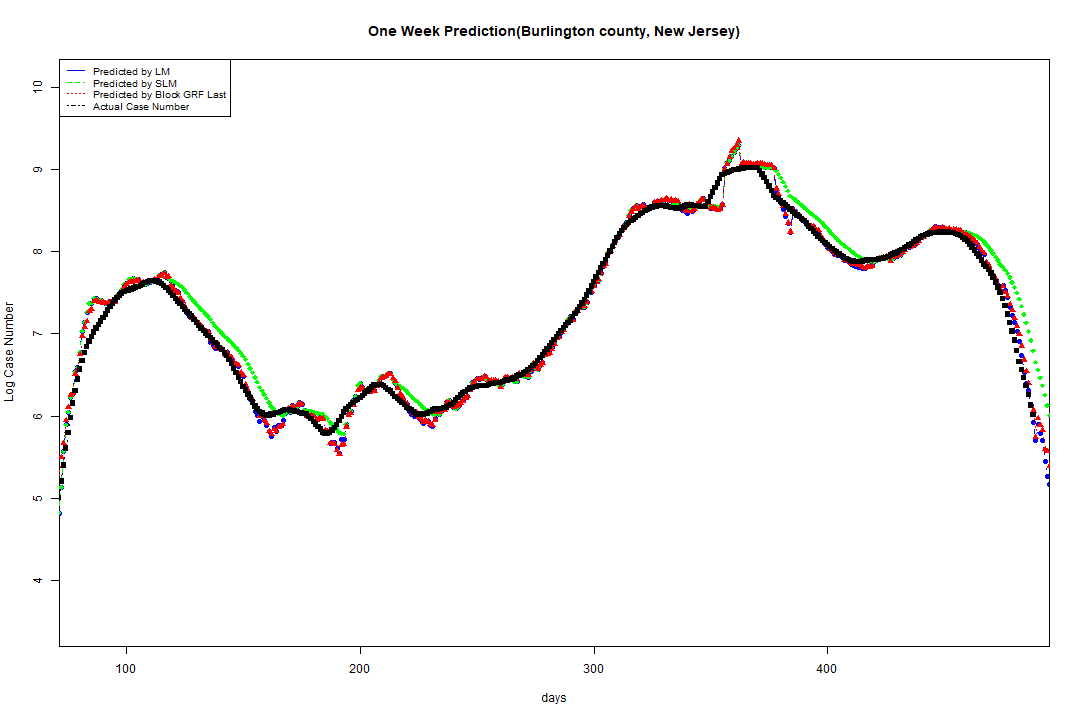 One Week Prediction(Burlington county, New Jersey)
Predicted by LM
Predicted by SLM
Predicted by Block GRF Last
Actual Case Number
10
9
8
7
6
5
4
Log Case Number
100 200 300 400
days